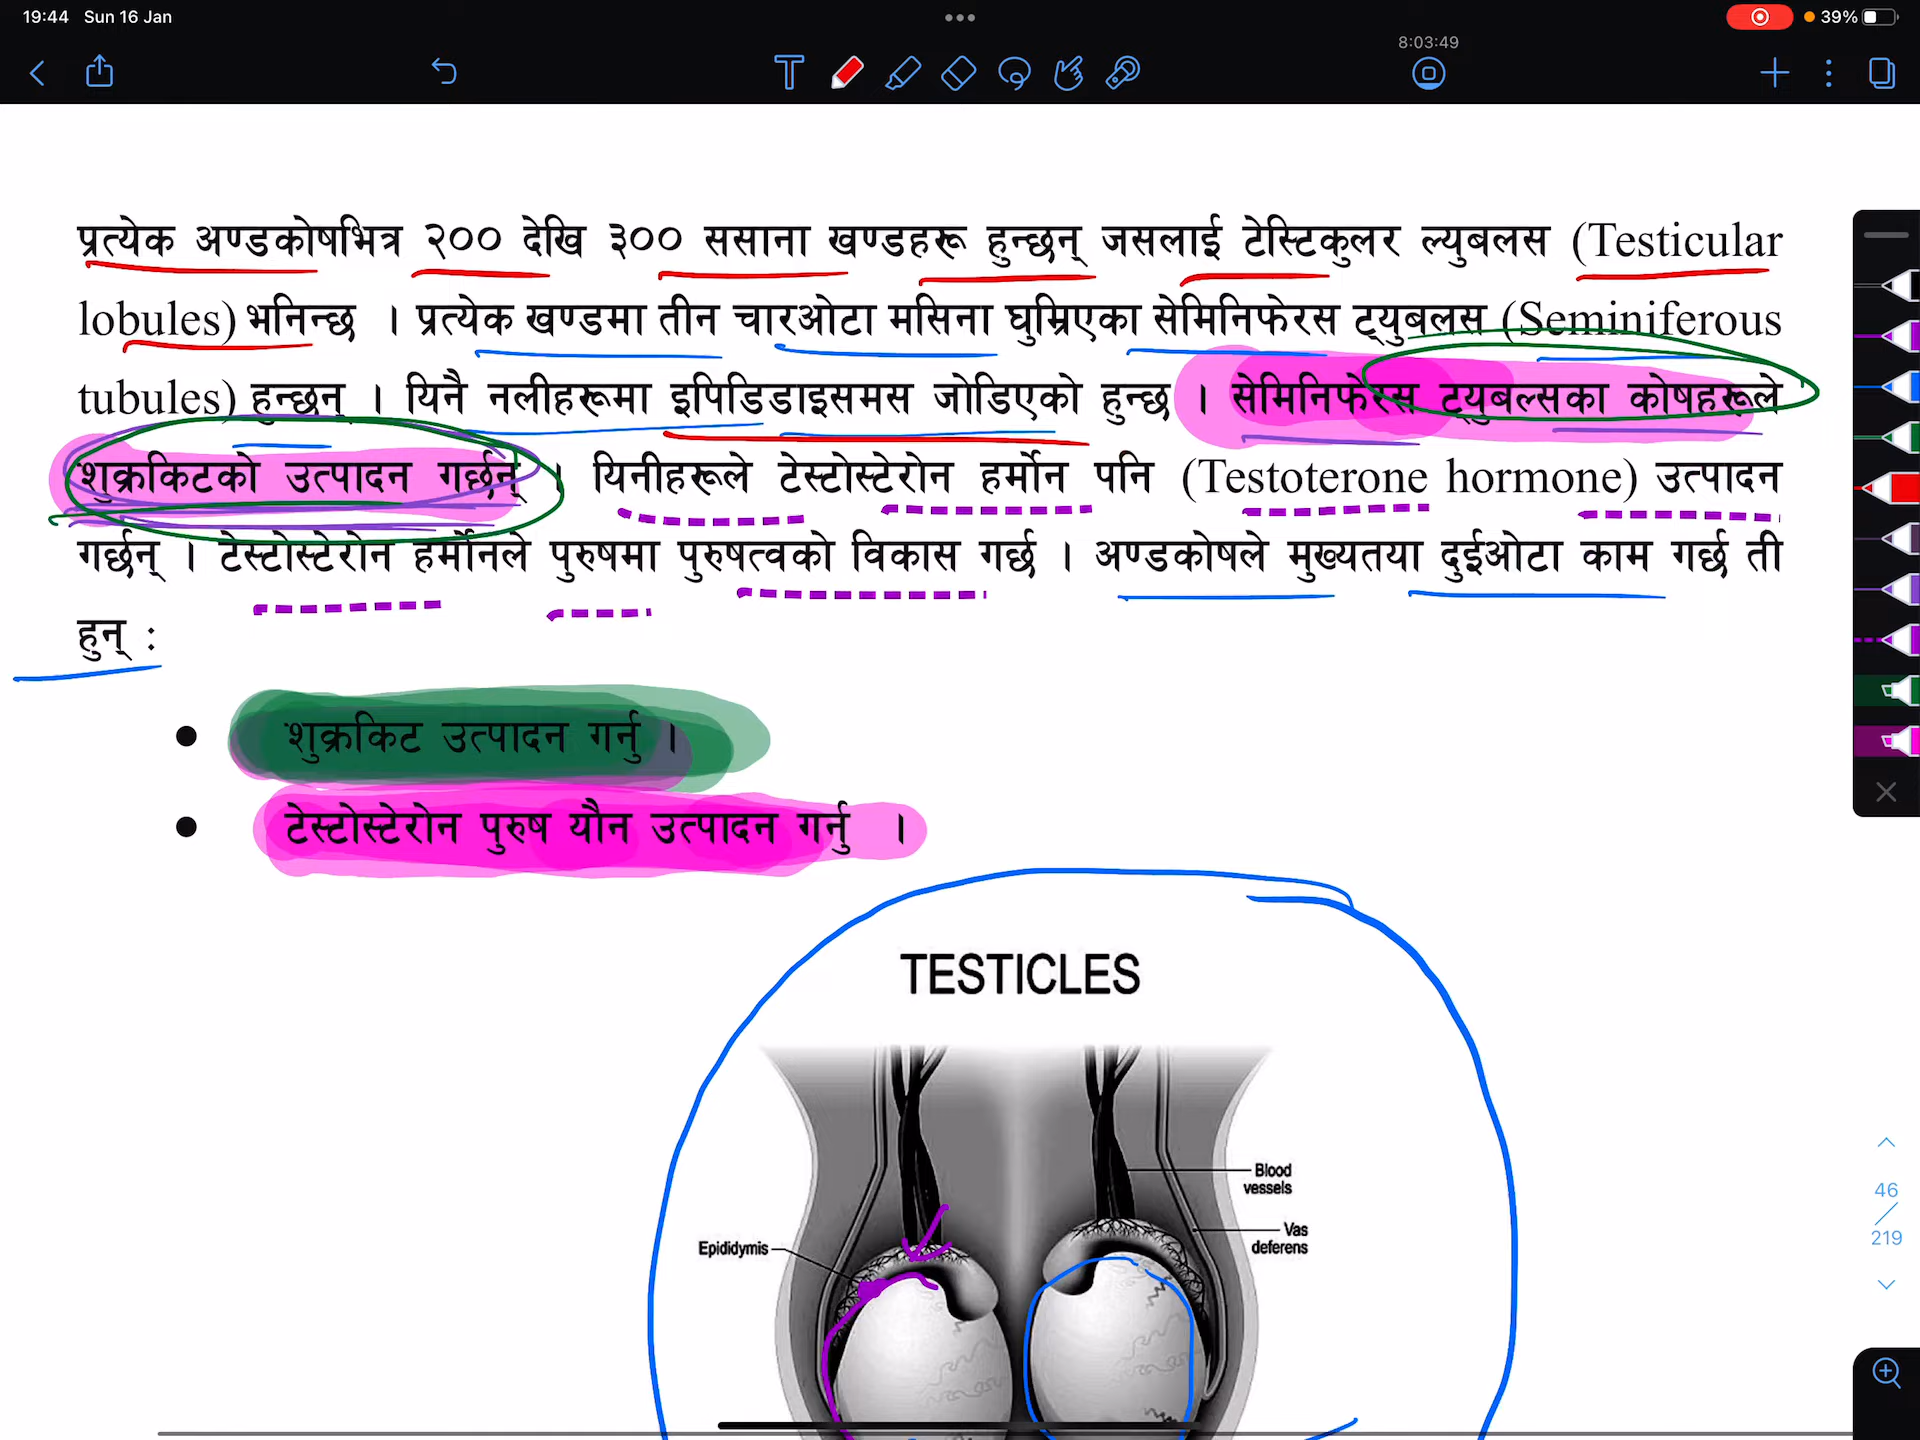 19:44 Sun 16 Jan
39%
8:03:49
प्रत्येक अण्डकोषभित्र २०० देखि ३०० ससाना खण्डहरू हुन्छन् जसलाई टेस्टिकुलर ल्युबलस (Testicular
lobules) भनिन्छ । प्रत्येक खण्डमा तीन चारओटा मसिना घुम्रिएका सेमिनिफेरस ट्युबलस (Seminiferous
tubules) हुन्छन् । यिनै नलीहरूमा इपिडिडाइसमस जोडिएको हुन्छ । सेमिनिफेरस ट्युबल्सका कोषहरूले
शुक्रकिटको उत्पादन गर्छन् । यिनीहरूले टेस्टोस्टेरोन हर्मोन पनि (Testoterone hormone) उत्पादन
गर्छन् । टेस्टोस्टेरोन हर्मोनले पुरुषमा पुरुषत्वको विकास गर्छ । अण्डकोषले मुख्यतया दुईओटा काम गर्छ ती
हुन् :
● शुक्रकिट उत्पादन गर्नु ।
● टेस्टोस्टेरोन पुरुष यौन उत्पादन गर्नु ।
TESTICLES
Blood
vessels
Epididymis
Vas
deferens
46
/
219